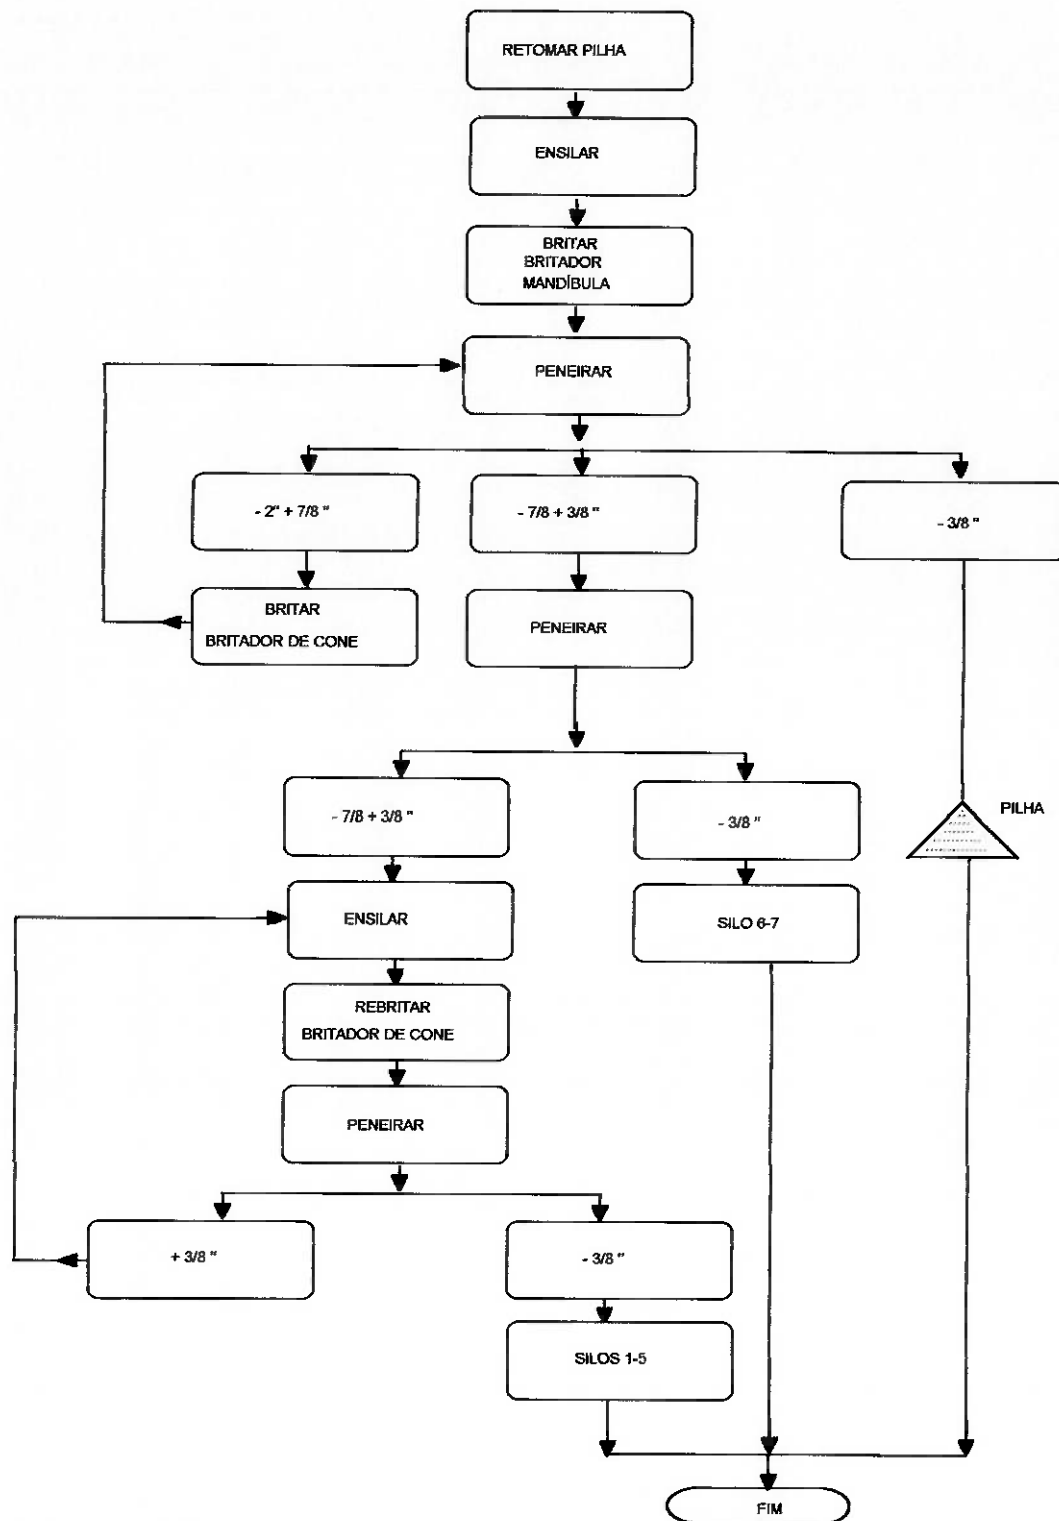 RETOMAR PILHA
ENSILAR
BRITAR
BRITADOR
MANDÍBULA
PENEIRAR
- 2" + 7/8 "
- 7/8 + 3/8 "
- 3/8 "
BRITAR
BRITADOR DE CONE
PENEIRAR
- 7/8 + 3/8 "
- 3/8 "
PILHA
ENSILAR
SILO 6-7
REBRITAR
BRITADOR DE CONE
PENEIRAR
+ 3/8 "
- 3/8 "
SILOS 1-5
FIM